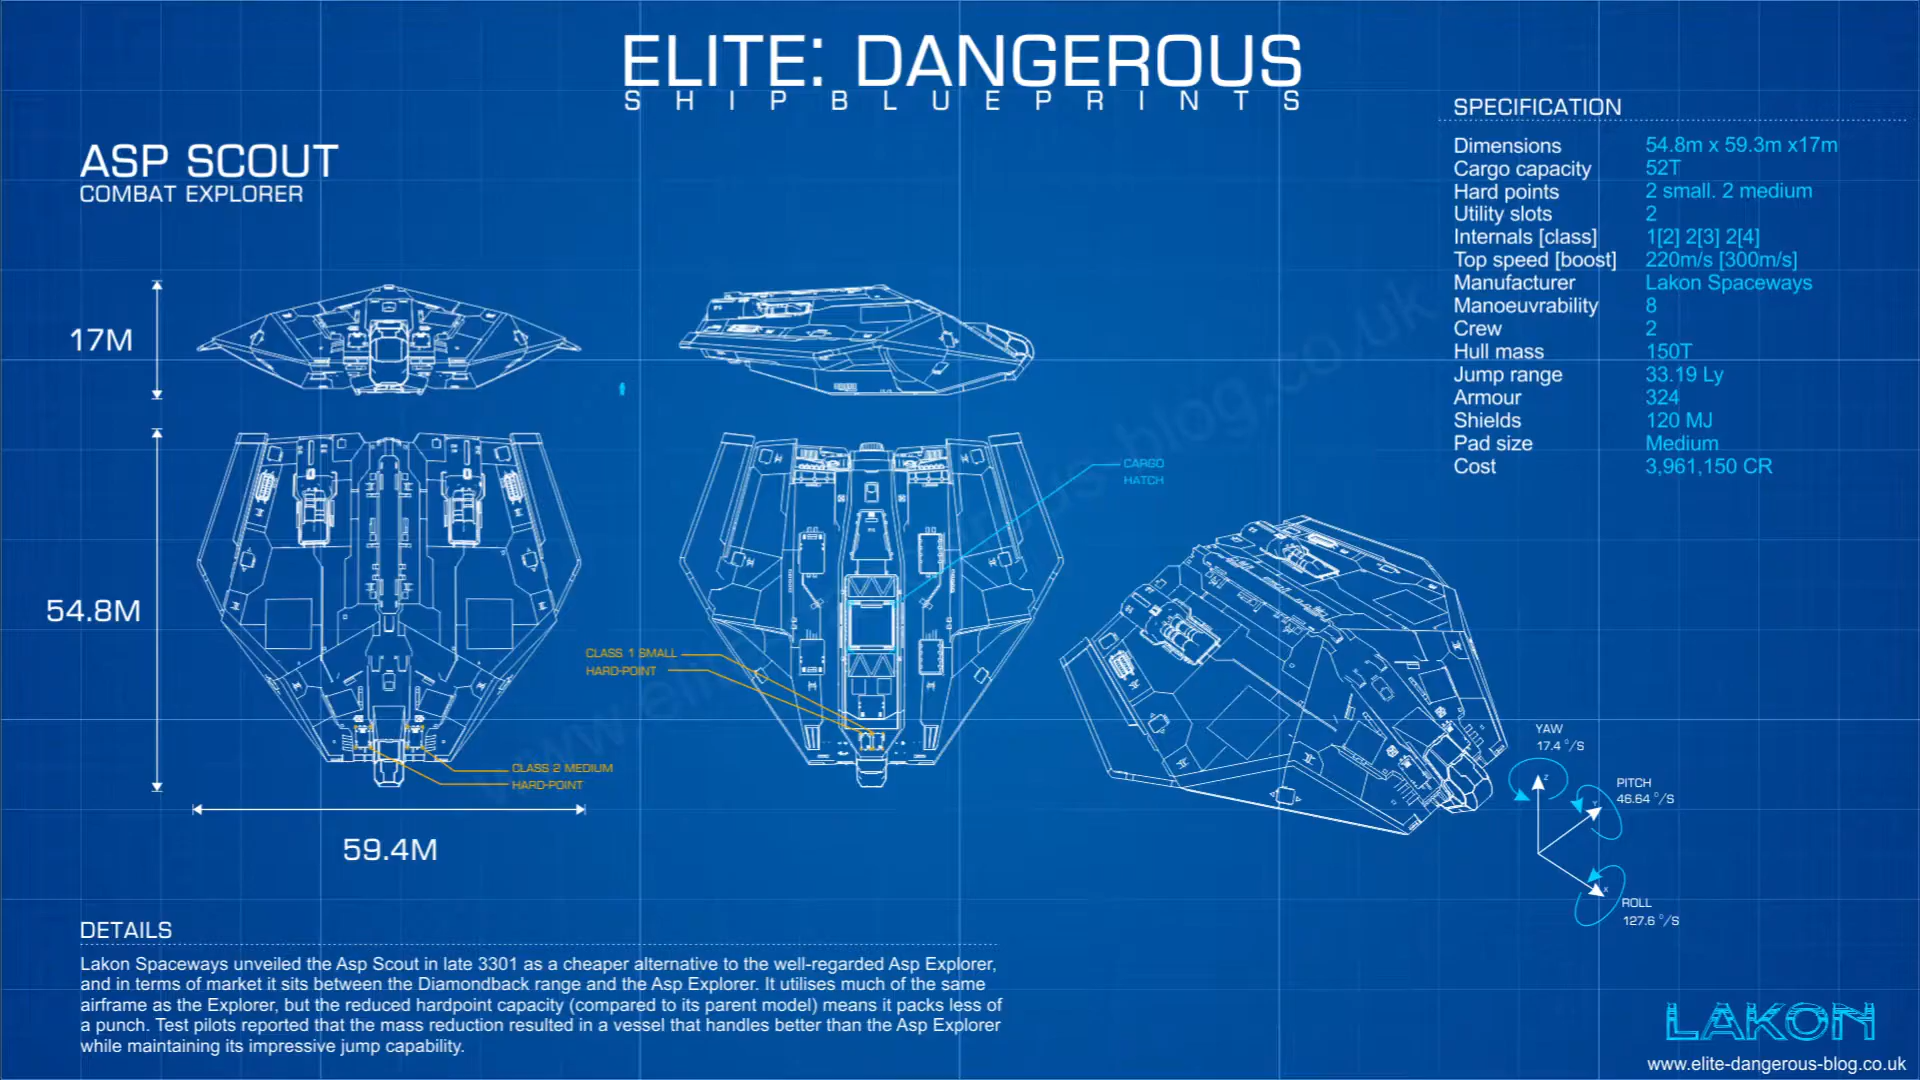 ELITE: DANGEROUS
SHIP BLUEPRINTS
ASP SCOUT
COMBAT EXPLORER
SPECIFICATION
Dimensions 54.8m x 59.3m x17m
Cargo capacity 52T
Hard points 2 small. 2 medium
Utility slots 2
Internals [class] 1[2] 2[3] 2[4]
Top speed [boost] 220m/s [300m/s]
Manufacturer Lakon Spaceways
Manoeuvrability 8
Crew 2
Hull mass 150T
Jump range 33.19 Ly
Armour 324
Shields 120 MJ
Pad size Medium
Cost 3,961,150 CR
17M
54.8M
59.4M
CARGO
HATCH
CLASS 1 SMALL
HARD-POINT
CLASS 2 MEDIUM
HARD-POINT
YAW
17.4 °/S
Z
PITCH
46.64 °/S
Y
X
ROLL
127.6 °/S
DETAILS
Lakon Spaceways unveiled the Asp Scout in late 3301 as a cheaper alternative to the well-regarded Asp Explorer,
and in terms of market it sits between the Diamondback range and the Asp Explorer. It utilises much of the same
airframe as the Explorer, but the reduced hardpoint capacity (compared to its parent model) means it packs less of
a punch. Test pilots reported that the mass reduction resulted in a vessel that handles better than the Asp Explorer
while maintaining its impressive jump capability.
LAKON
www.elite-dangerous-blog.co.uk